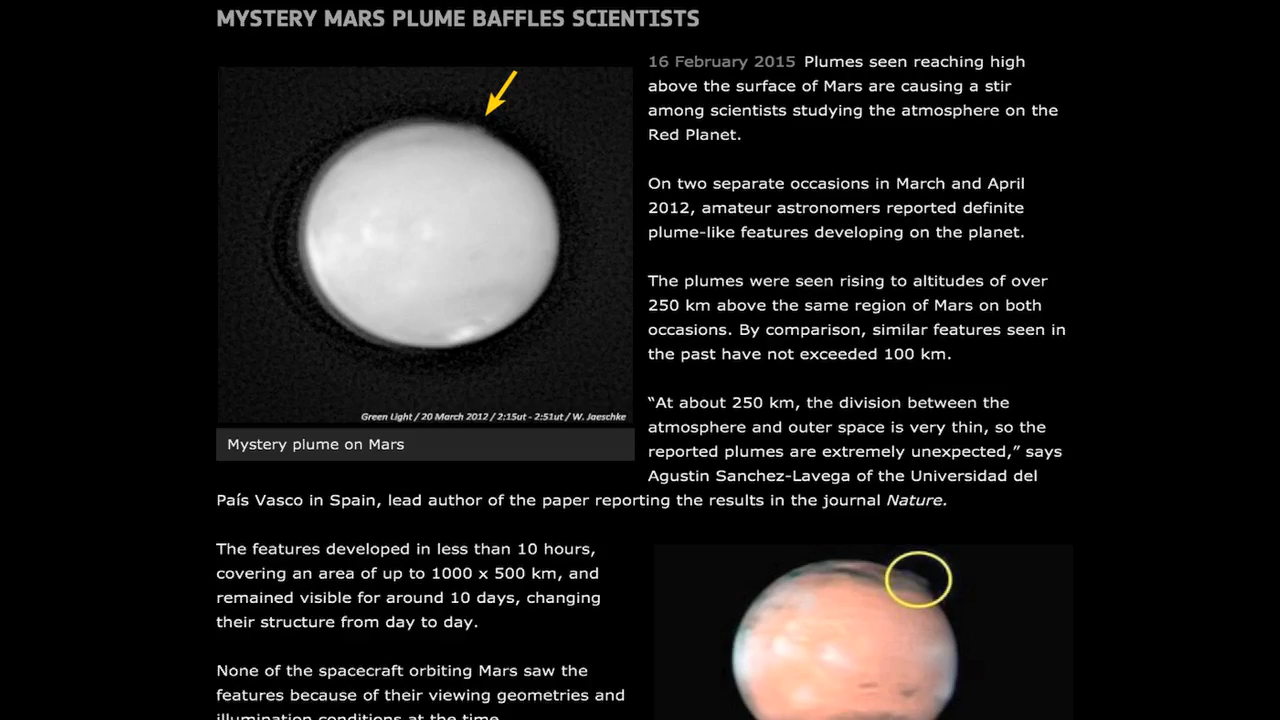 MYSTERY MARS PLUME BAFFLES SCIENTISTS
Green Light / 20 March 2012 / 2:15ut - 2:51ut / W. Jaeschke
Mystery plume on Mars
16 February 2015 Plumes seen reaching high
above the surface of Mars are causing a stir
among scientists studying the atmosphere on the
Red Planet.
On two separate occasions in March and April
2012, amateur astronomers reported definite
plume-like features developing on the planet.
The plumes were seen rising to altitudes of over
250 km above the same region of Mars on both
occasions. By comparison, similar features seen in
the past have not exceeded 100 km.
“At about 250 km, the division between the
atmosphere and outer space is very thin, so the
reported plumes are extremely unexpected,” says
Agustin Sanchez-Lavega of the Universidad del
País Vasco in Spain, lead author of the paper reporting the results in the journal Nature.
The features developed in less than 10 hours,
covering an area of up to 1000 x 500 km, and
remained visible for around 10 days, changing
their structure from day to day.
None of the spacecraft orbiting Mars saw the
features because of their viewing geometries and
illumination conditions at the time.